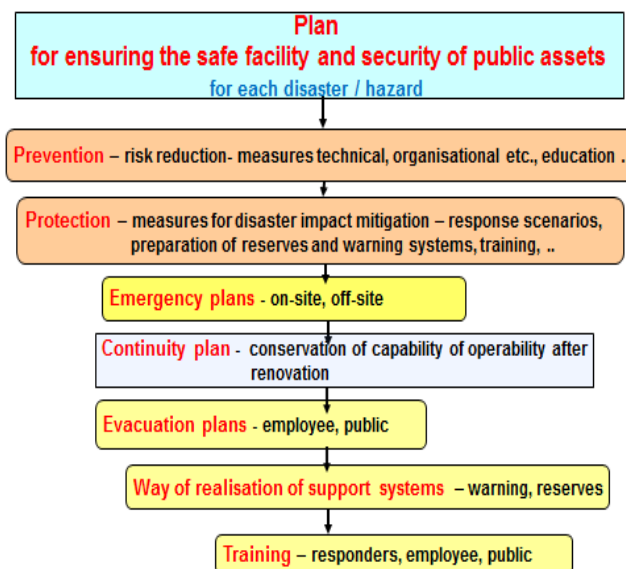 Plan
for ensuring the safe facility and security of public assets
for each disaster / hazard
Prevention – risk reduction- measures technical, organisational etc., education .
Protection – measures for disaster impact mitigation – response scenarios,
preparation of reserves and warning systems, training, ..
Emergency plans - on-site, off-site
Continuity plan - conservation of capability of operability after
renovation
Evacuation plans - employee, public
Way of realisation of support systems – warning, reserves
Training – responders, employee, public